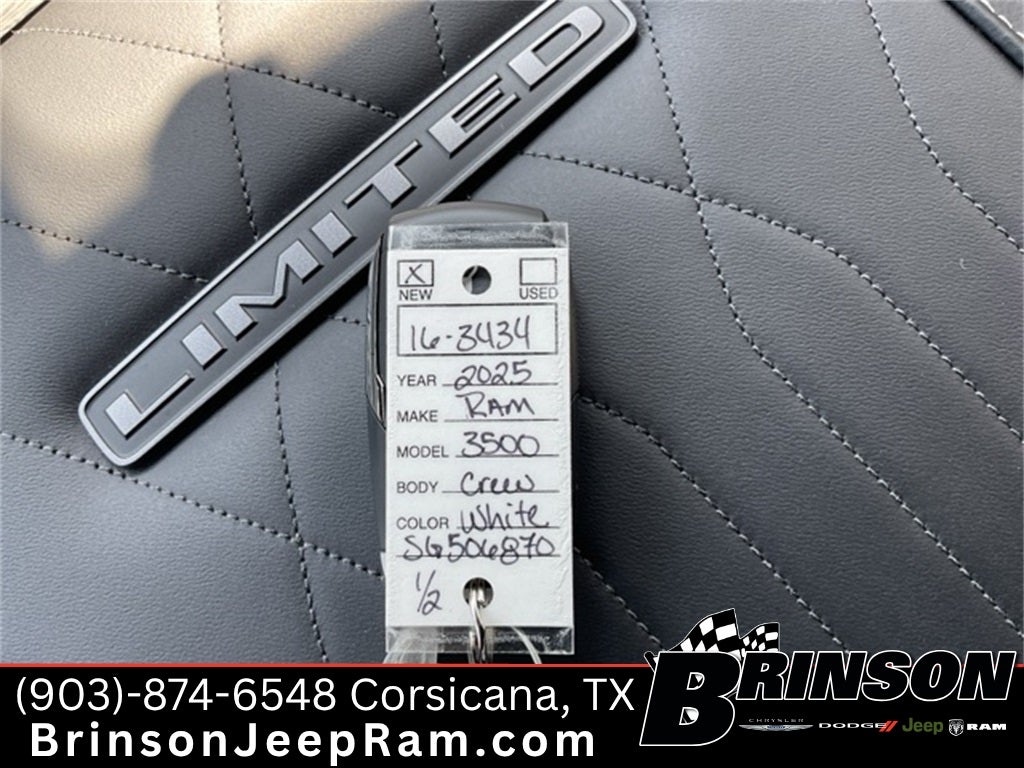 LIMITED
X
NEW USED
16-3434
YEAR 2025
MAKE RAM
MODEL 3500
BODY Crew
COLOR White
SG506870
1/2
(903)-874-6548 Corsicana, TX
BrinsonJeepRam.com
BRINSON
CHRYSLER DODGE Jeep RAM